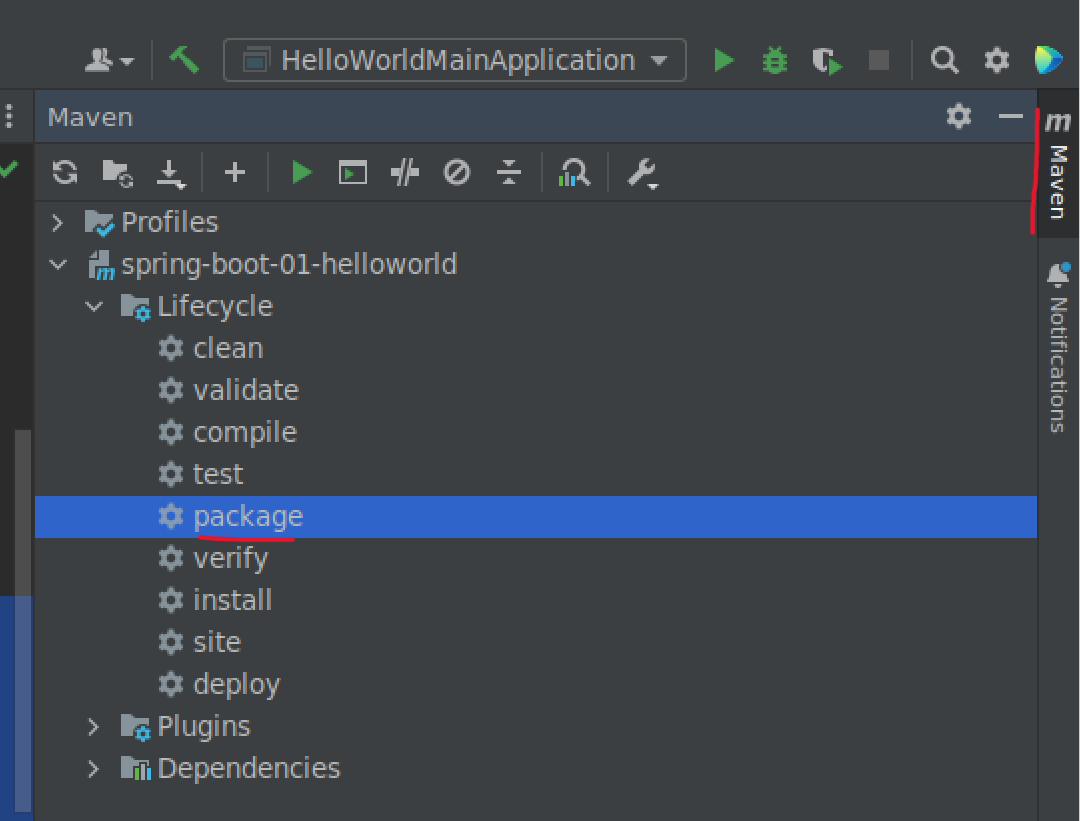 HelloWorldMainApplication
Maven
m
Maven
Notifications
Profiles
m
spring-boot-01-helloworld
Lifecycle
clean
validate
compile
test
package
verify
install
site
deploy
Plugins
Dependencies